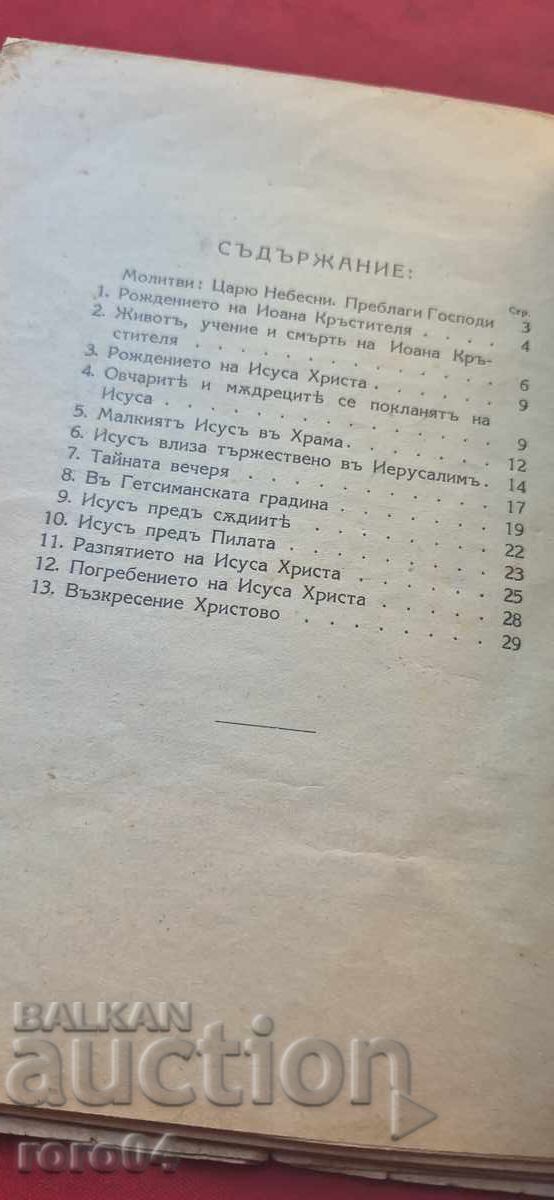 СЪДЪРЖАНИЕ:
Стр.
Молитви: Царю Небесни. Преблаги Господи 3
1. Рождението на Иоана Кръстителя . . . . 4
2. Животъ, учение и смърть на Иоана Кръ-
стителя . . . . . . . . . . . . 6
3. Рождението на Исуса Христа . . . . . 9
4. Овчаритѣ и мѫдрецитѣ се покланятъ на
Исуса . . . . . . . . . . . . . 9
5. Малкиятъ Исусъ въ Храма. . . . . . 12
6. Исусъ влиза тържествено въ Иерусалимъ. 14
7. Тайната вечеря . . . . . . . . . 17
8. Въ Гетсиманската градина . . . . . . 19
9. Исусъ предъ сѫдиитѣ . . . . . . . 22
10. Исусъ предъ Пилата . . . . . . . 23
11. Разпятието на Исуса Христа . . . . . 25
12. Погребението на Исуса Христа . . . . . 28
13. Възкресение Христово . . . . . . . 29
BALKAN
auction
roro04